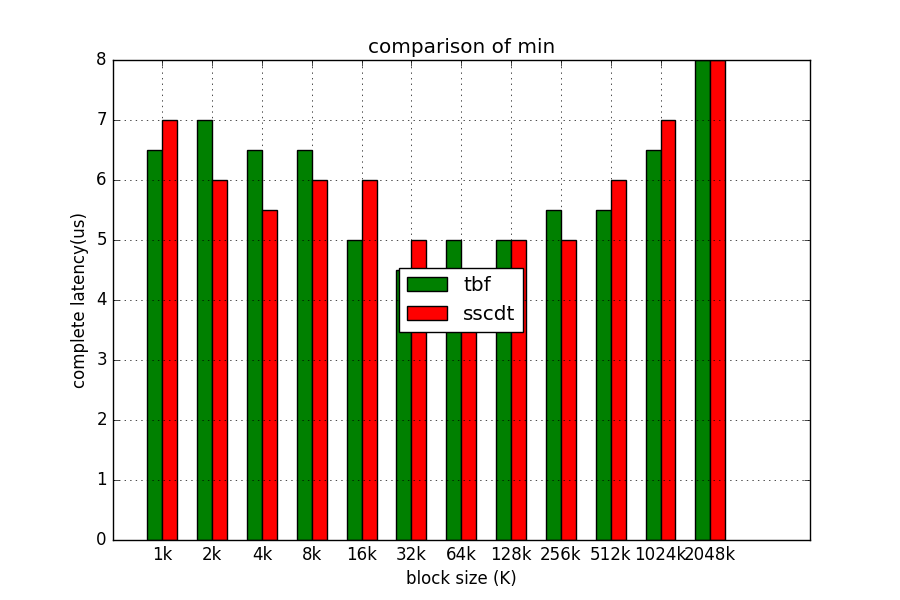 comparison of min
8
7
6
5
4
3
2
1
0
complete latency(us)
tbf
sscdt
1k 2k 4k 8k 16k 32k 64k 128k 256k 512k 1024k 2048k
block size (K)